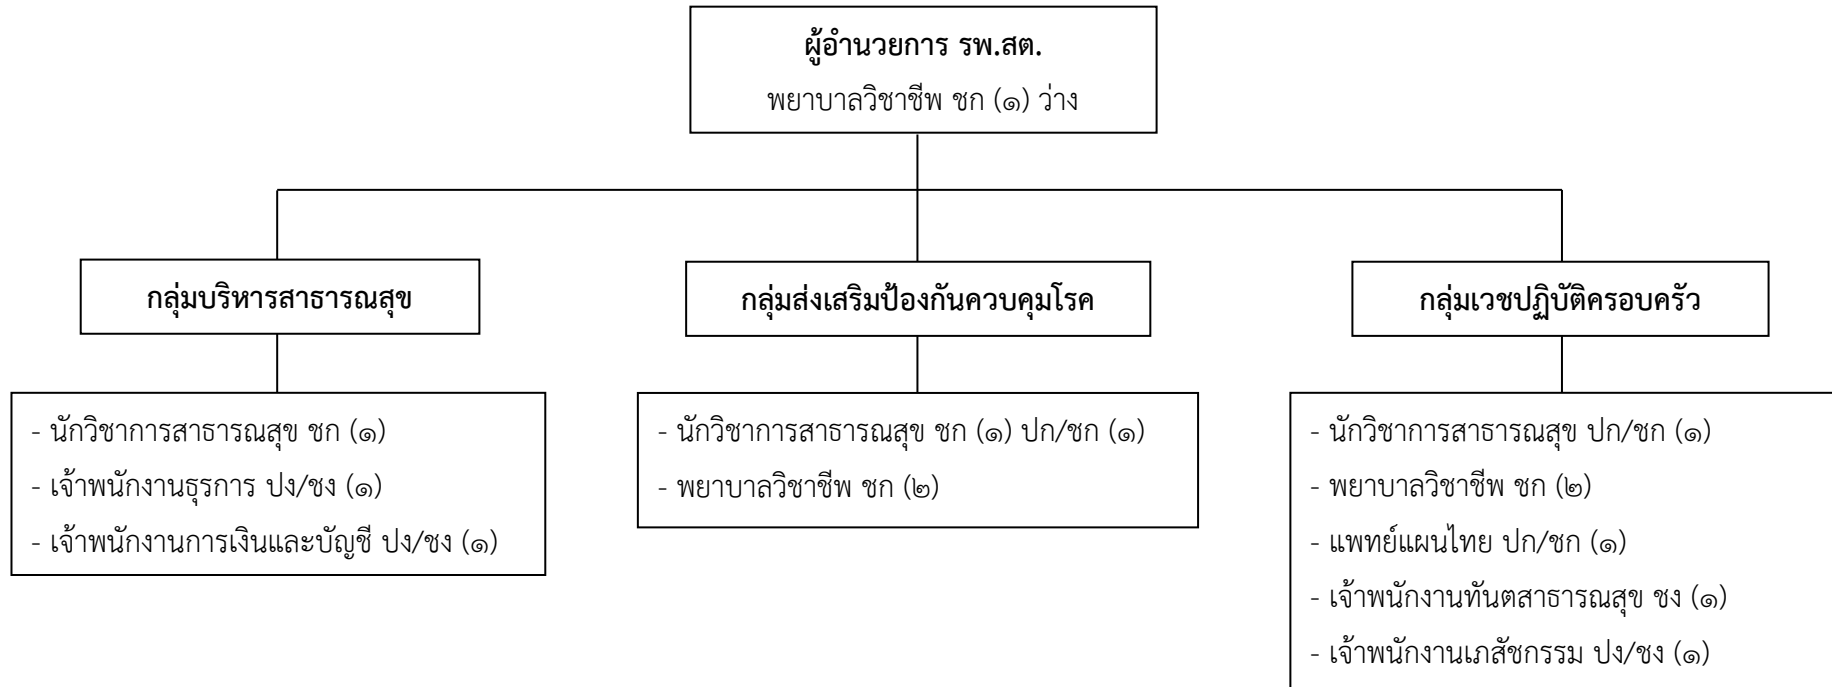 ผู้อำนวยการ รพ.สต.
พยาบาลวิชาชีพ ชก (๑) ว่าง
กลุ่มบริหารสาธารณสุข
- นักวิชาการสาธารณสุข ชก (๑)
- เจ้าพนักงานธุรการ ปง/ชง (๑)
- เจ้าพนักงานการเงินและบัญชี ปง/ชง (๑)
กลุ่มส่งเสริมป้องกันควบคุมโรค
- นักวิชาการสาธารณสุข ชก (๑) ปก/ชก (๑)
- พยาบาลวิชาชีพ ชก (๒)
กลุ่มเวชปฏิบัติครอบครัว
- นักวิชาการสาธารณสุข ปก/ชก (๑)
- พยาบาลวิชาชีพ ชก (๒)
- แพทย์แผนไทย ปก/ชก (๑)
- เจ้าพนักงานทันตสาธารณสุข ชง (๑)
- เจ้าพนักงานเภสัชกรรม ปง/ชง (๑)